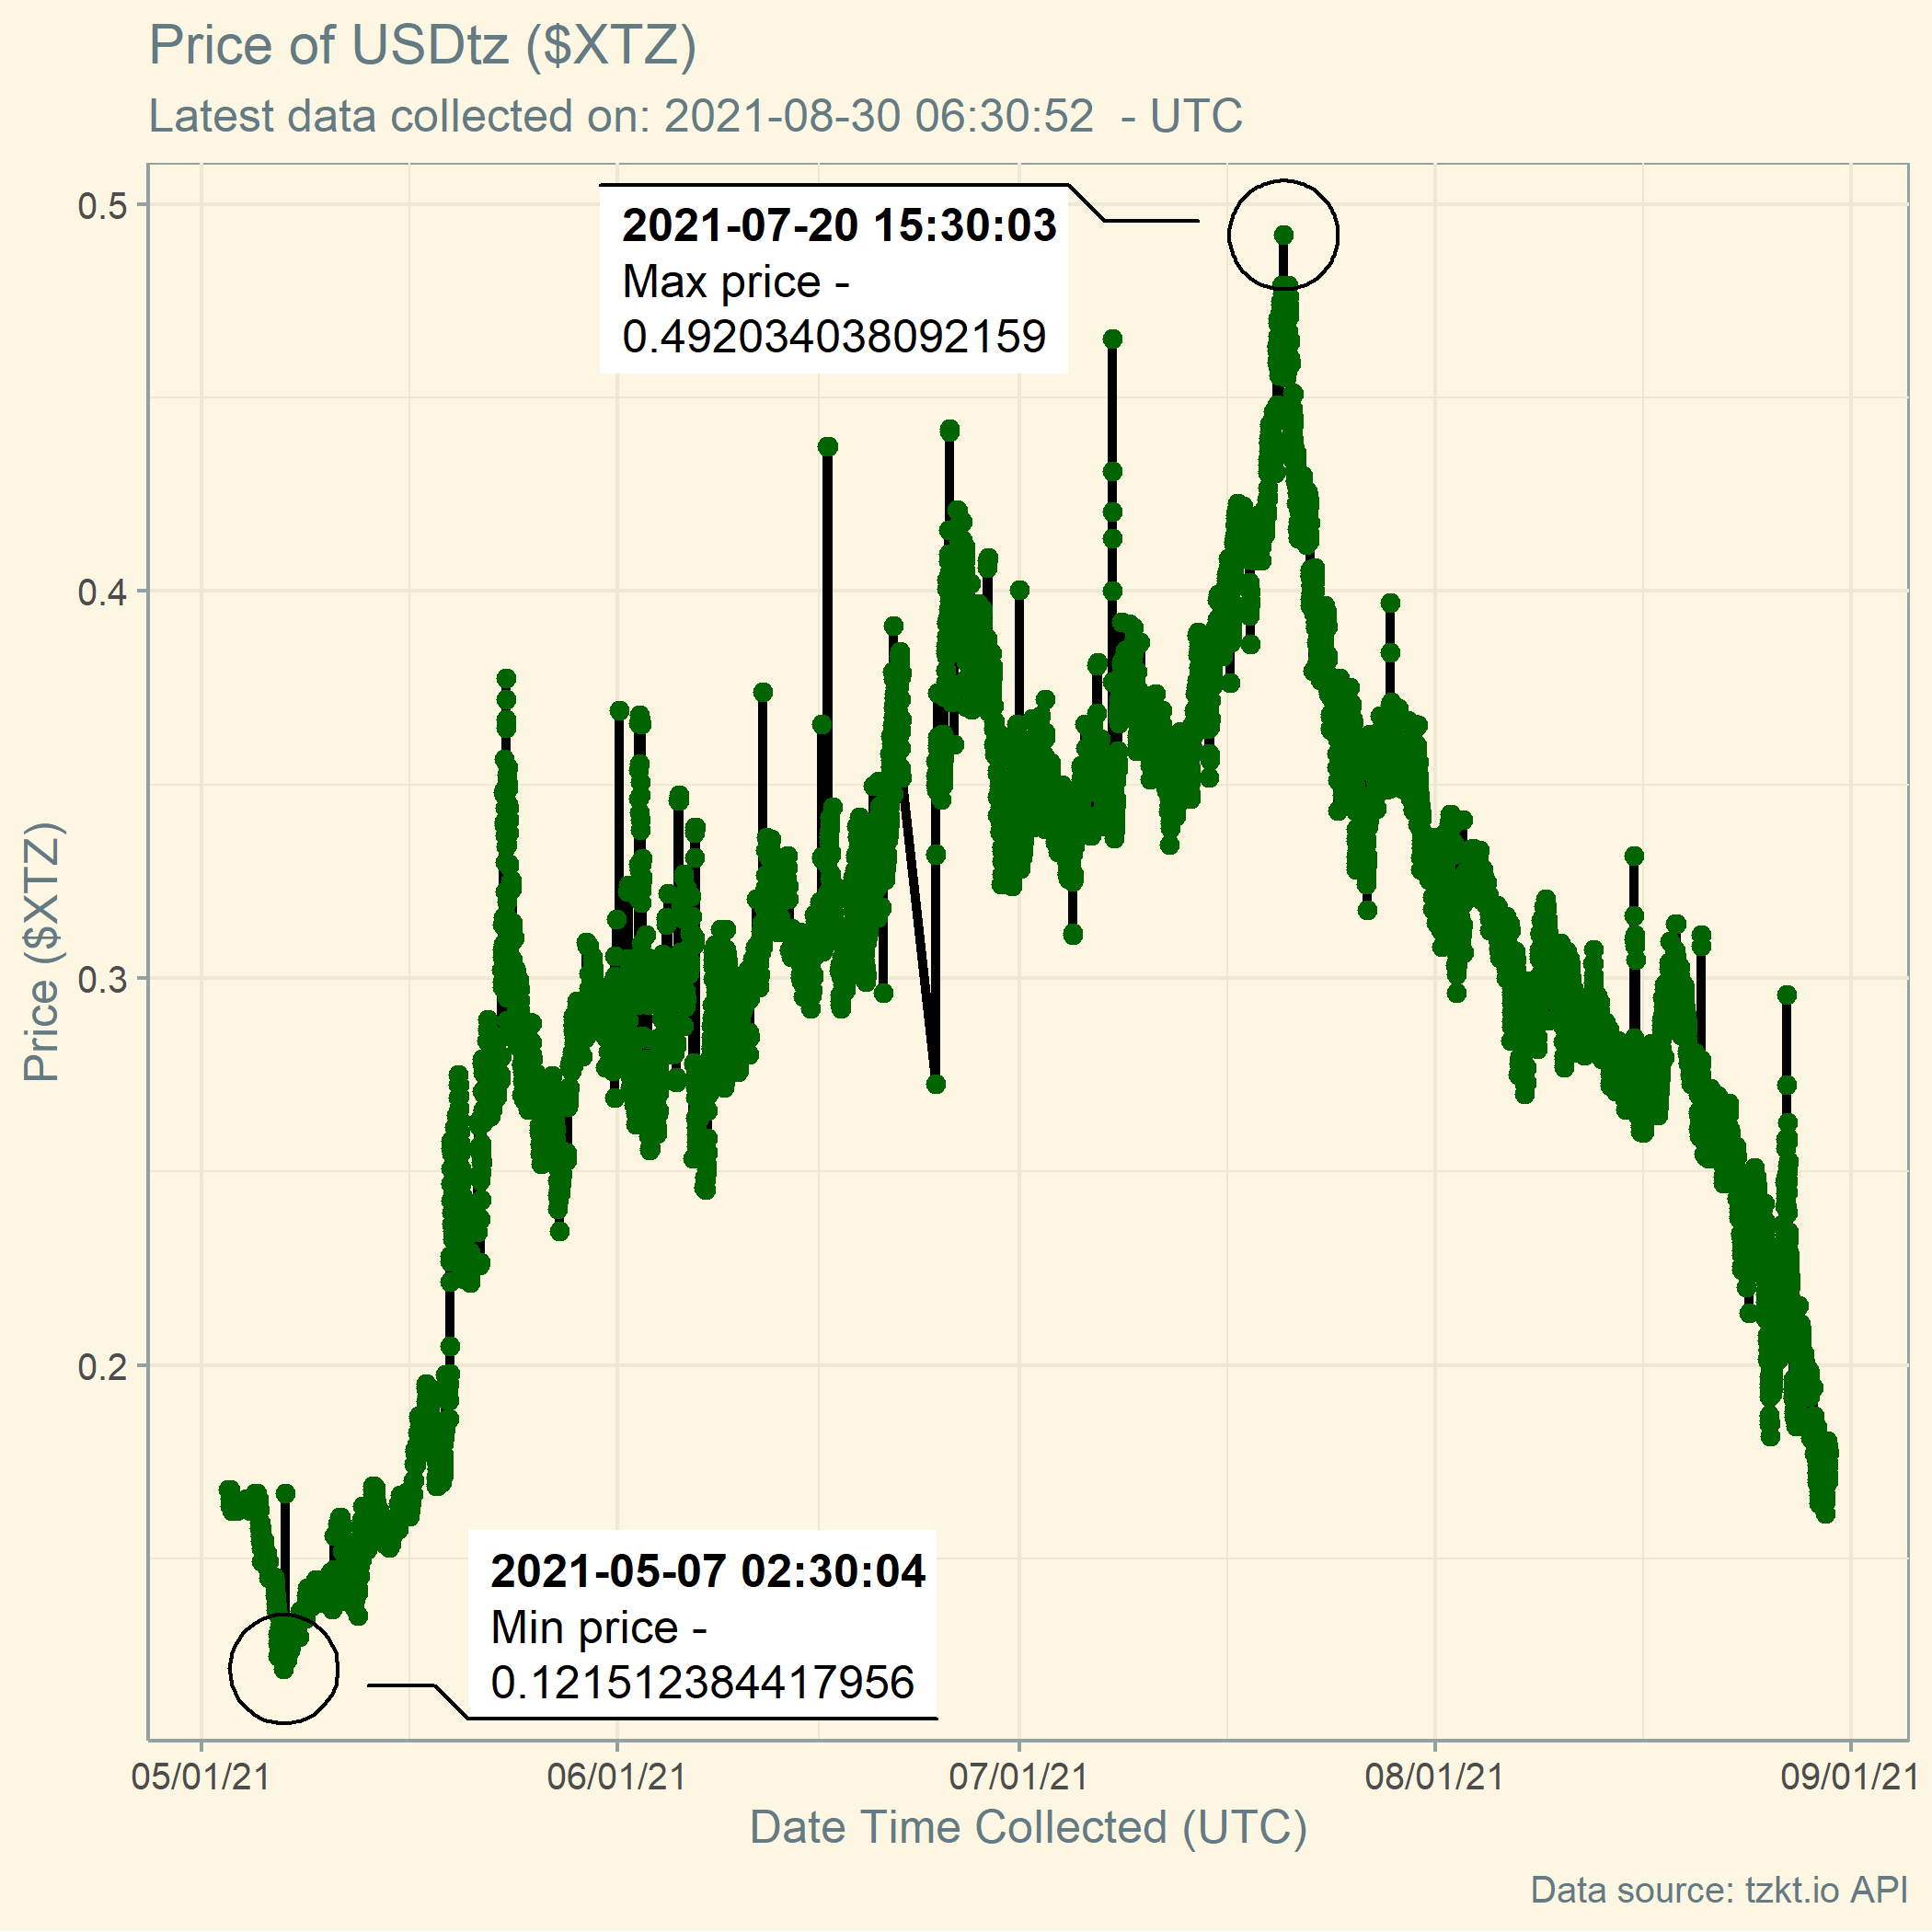 Price of USDtz ($XTZ)
Latest data collected on: 2021-08-30 06:30:52  - UTC
0.5
0.4
0.3
0.2
Price ($XTZ)
2021-07-20 15:30:03
Max price -
0.492034038092159
2021-05-07 02:30:04
Min price -
0.121512384417956
05/01/21
06/01/21
07/01/21
08/01/21
09/01/21
Date Time Collected (UTC)
Data source: tzkt.io API